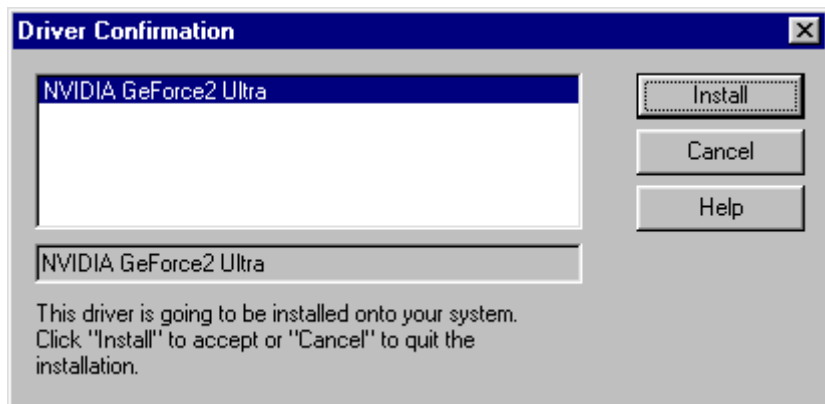 Driver Confirmation
NVIDIA GeForce2 Ultra
Install
Cancel
Help
NVIDIA GeForce2 Ultra
This driver is going to be installed onto your system.
Click "Install" to accept or "Cancel" to quit the
installation.